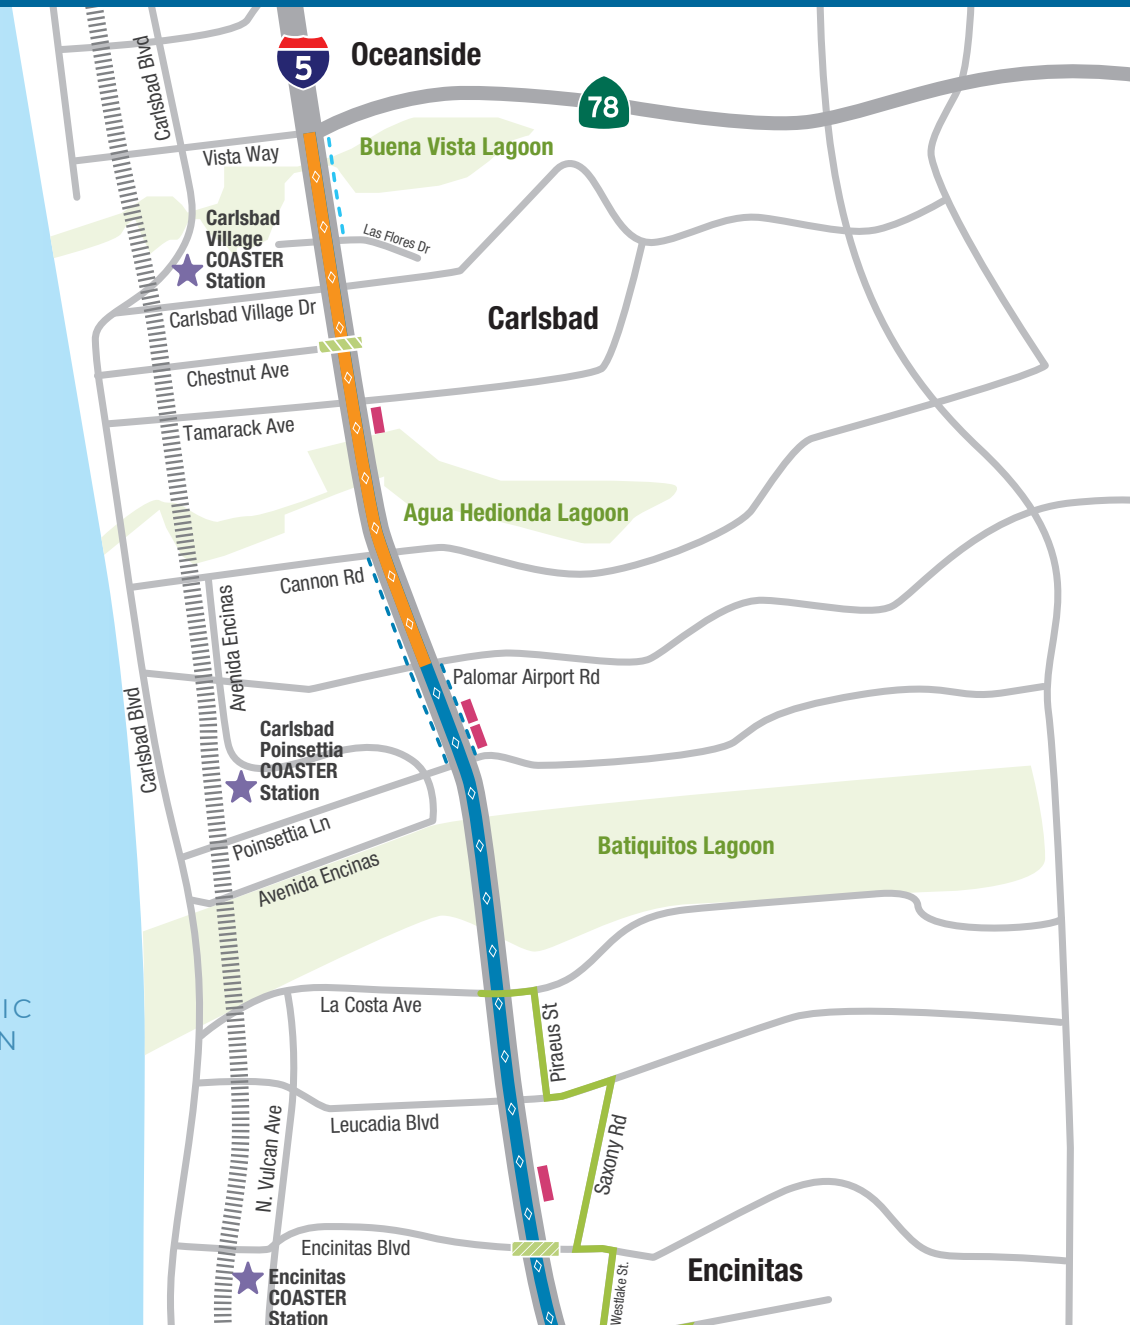 Carlsbad Blvd
5
Oceanside
78
Vista Way
Buena Vista Lagoon
Carlsbad
Village
COASTER
Station
Las Flores Dr
Carlsbad Village Dr
Carlsbad
Chestnut Ave
Tamarack Ave
Agua Hedionda Lagoon
Cannon Rd
Avenida Encinas
Palomar Airport Rd
Carlsbad Blvd
Carlsbad
Poinsettia
COASTER
Station
Poinsettia Ln
Batiquitos Lagoon
Avenida Encinas
IC
N
La Costa Ave
Piraeus St
Leucadia Blvd
N. Vulcan Ave
Saxony Rd
Encinitas Blvd
Encinitas
COASTER
Station
Westlake St.
Encinitas